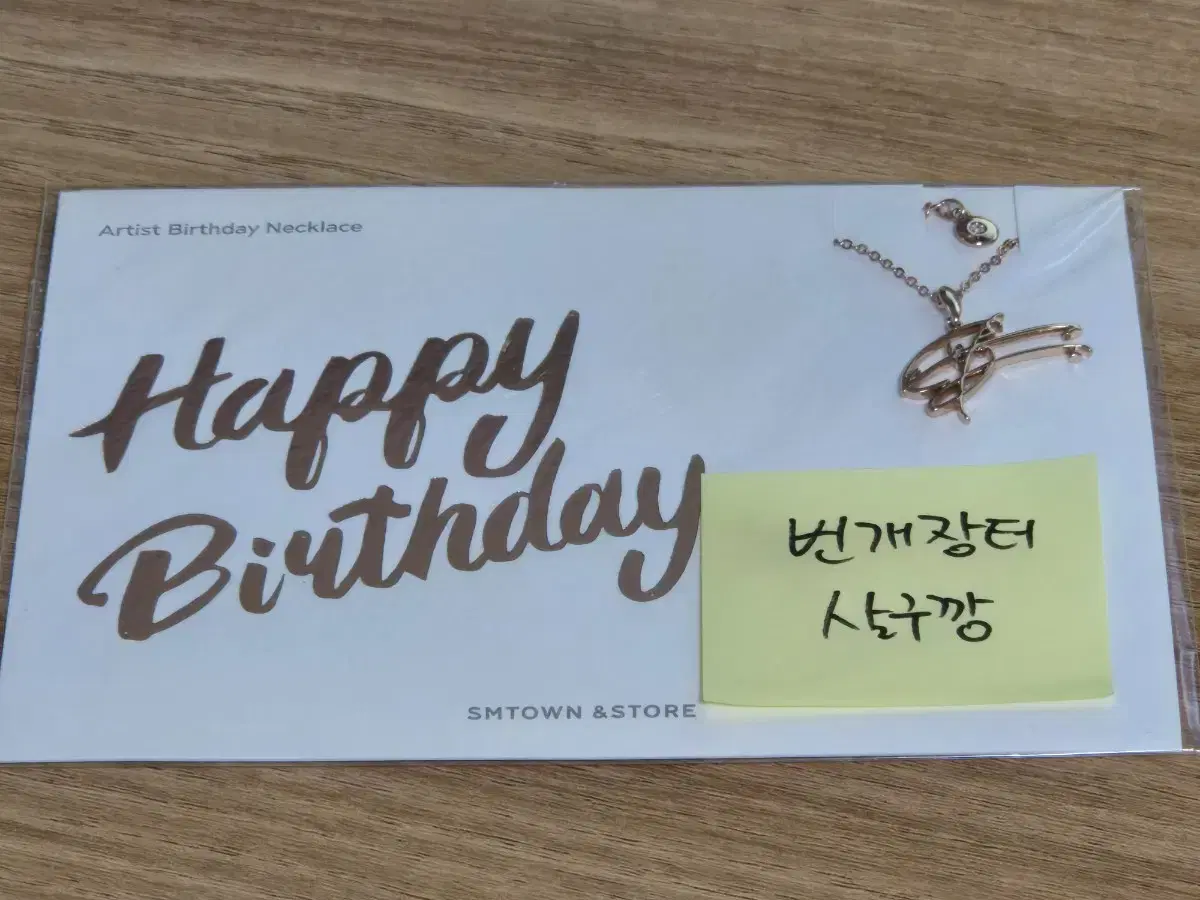 Artist Birthday Necklace
Happy
Birthday
번개장터
살구깡
SMTOWN &STORE